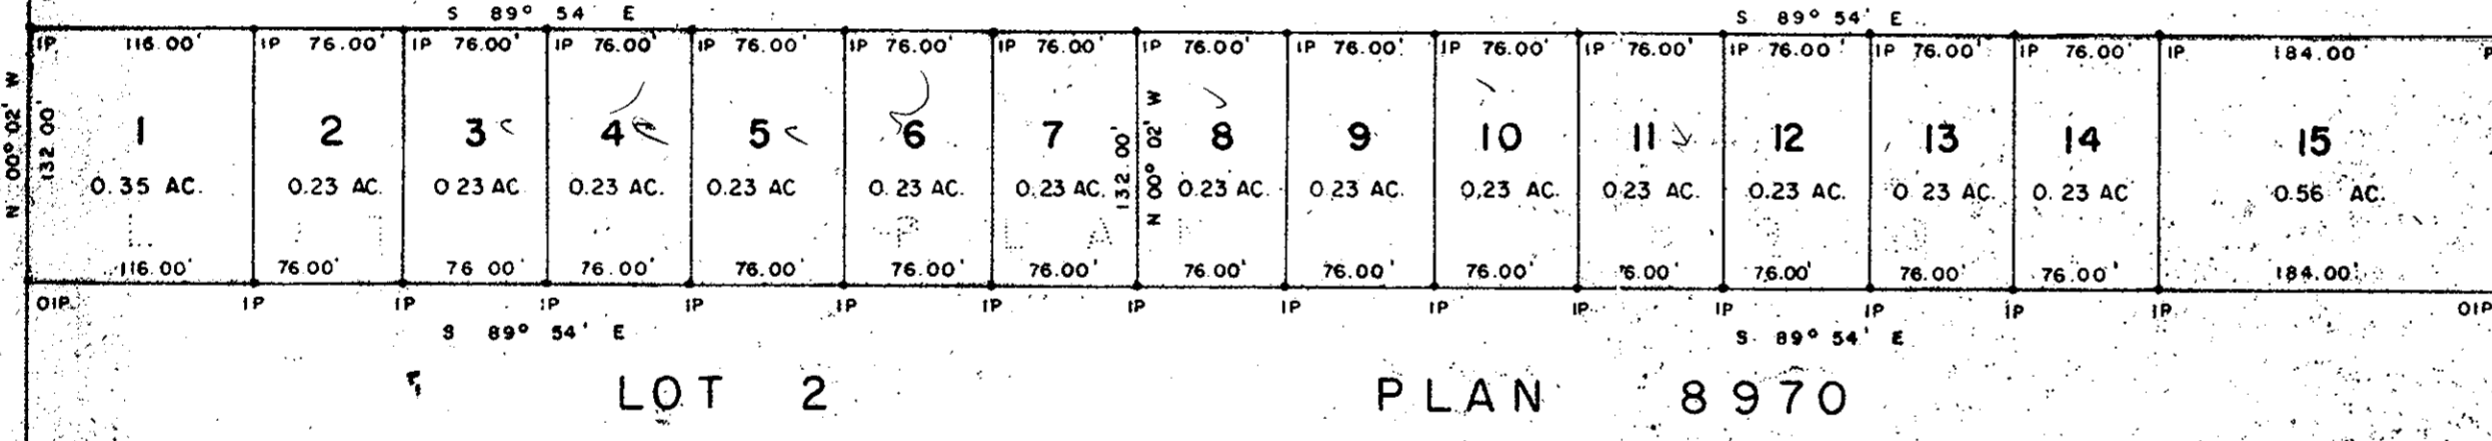 S 89° 54' E S 89° 54' E
IP 116.00' IP 76.00' IP 76.00' IP 76.00' IP 76.00' IP 76.00' IP 76.00' IP 76.00' IP 76.00' IP 76.00' IP 76.00' IP 76.00' IP 76.00' IP 76.00' IP 184.00'
N 00° 02' W 132.00' 132.00' N 00° 02' W
1 2 3 4 5 6 7 8 9 10 11 12 13 14 15
0.35 AC. 0.23 AC. 0 23 AC 0.23 AC. 0.23 AC 0.23 AC. 0.23 AC. 0.23 AC. 0.23 AC. 0.23 AC. 0.23 AC. 0.23 AC. 0.23 AC. 0.23 AC 0.56 AC.
116.00' 76.00' 76 00' 76.00' 76.00' 76.00' 76.00' 76.00' 76.00' 76.00' 6.00' 76.00' 76.00' 76.00' 184.00'
OIP IP IP IP IP IP IP IP IP IP IP IP IP IP IP OIP
S 89° 54' E S 89° 54' E
LOT 2 PLAN 8970